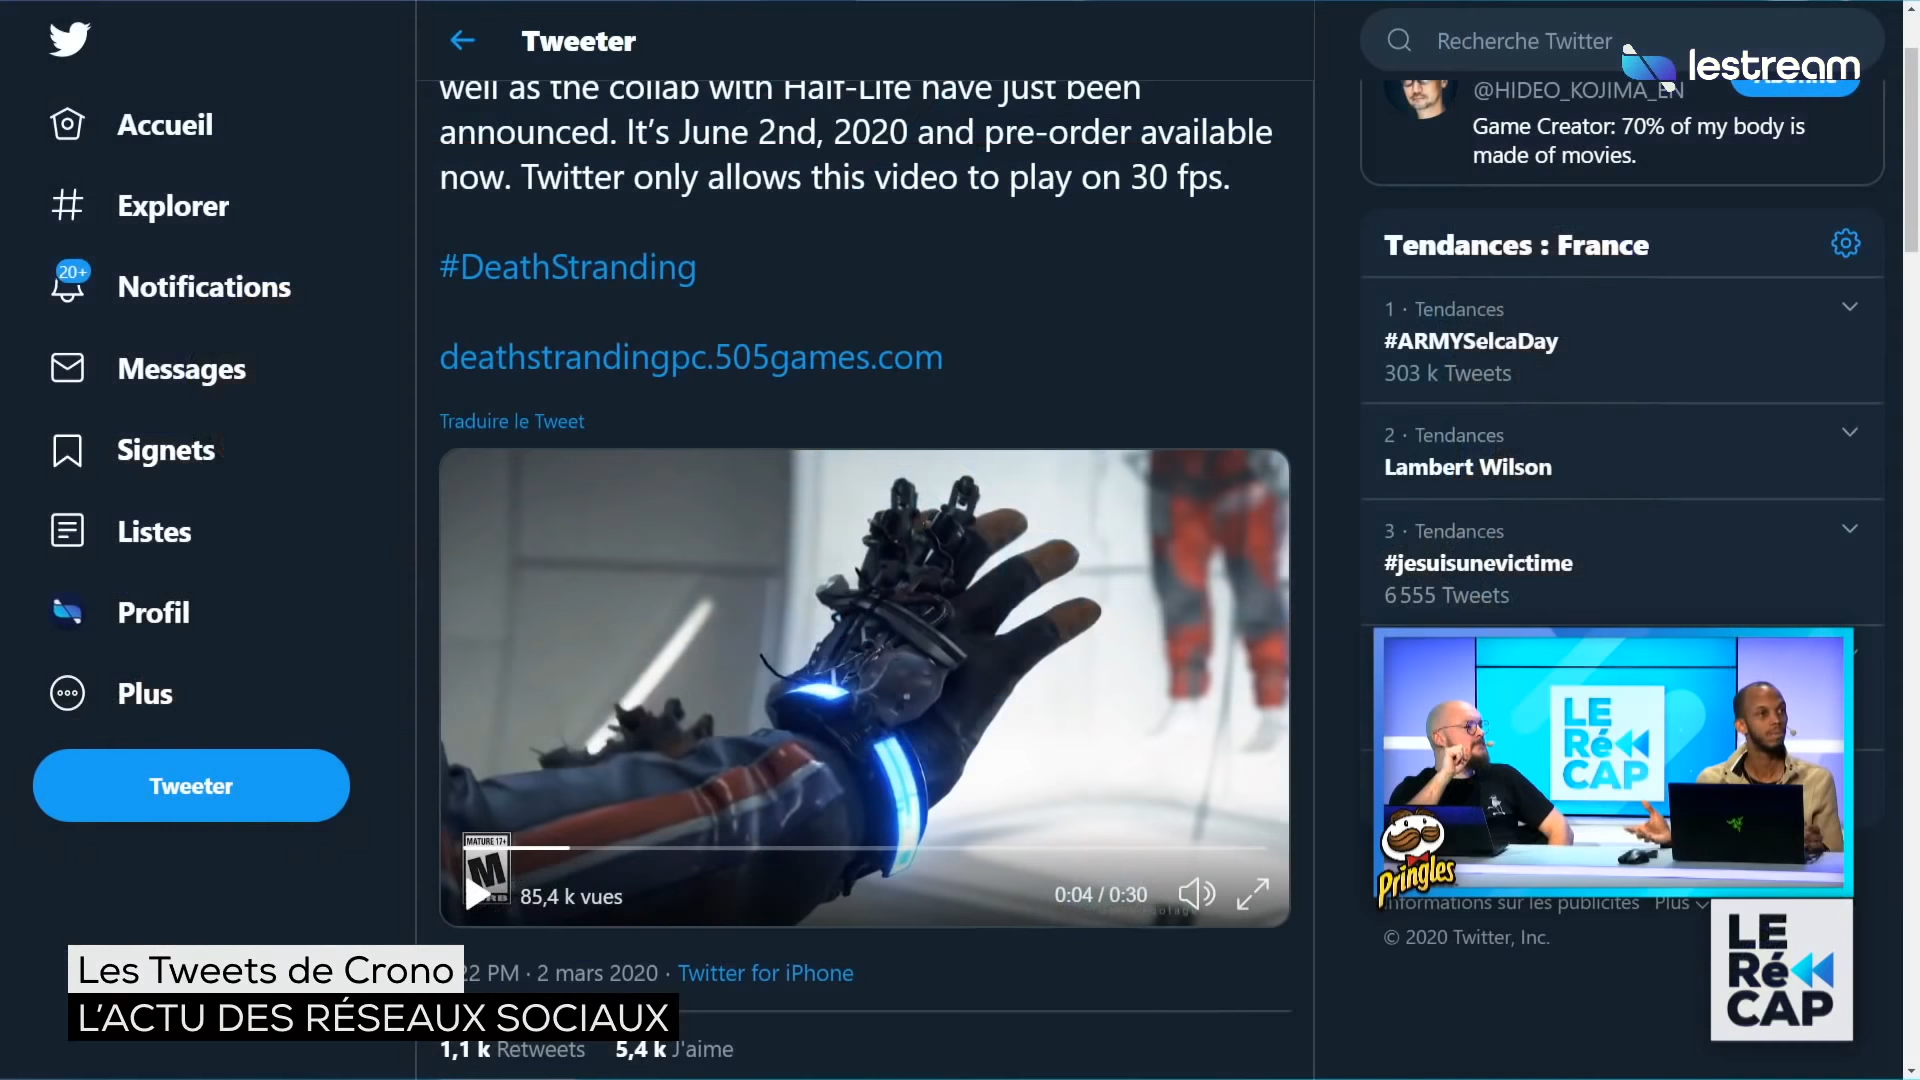 Accueil
Explorer
20+
Notifications
Messages
Signets
Listes
Profil
Plus
Tweeter
Tweeter
well as the collab with Half-Life have just been
announced. It’s June 2nd, 2020 and pre-order available
now. Twitter only allows this video to play on 30 fps.
#DeathStranding
deathstrandingpc.505games.com
Traduire le Tweet
MATURE 17+
M
85,4 k vues
0:04 / 0:30
22 PM · 2 mars 2020 · Twitter for iPhone
1,1 k Retweets 5,4 k J'aime
Recherche Twitter
lestream
@HIDEO_KOJIMA_EN
Game Creator: 70% of my body is
made of movies.
Tendances : France
1 · Tendances
#ARMYSelcaDay
303 k Tweets
2 · Tendances
Lambert Wilson
3 · Tendances
#jesuisunevictime
6 555 Tweets
LE
Ré
CAP
Pringles
Informations sur les publicités Plus
© 2020 Twitter, Inc.
LE
Ré
CAP
Les Tweets de Crono
L’ACTU DES RÉSEAUX SOCIAUX